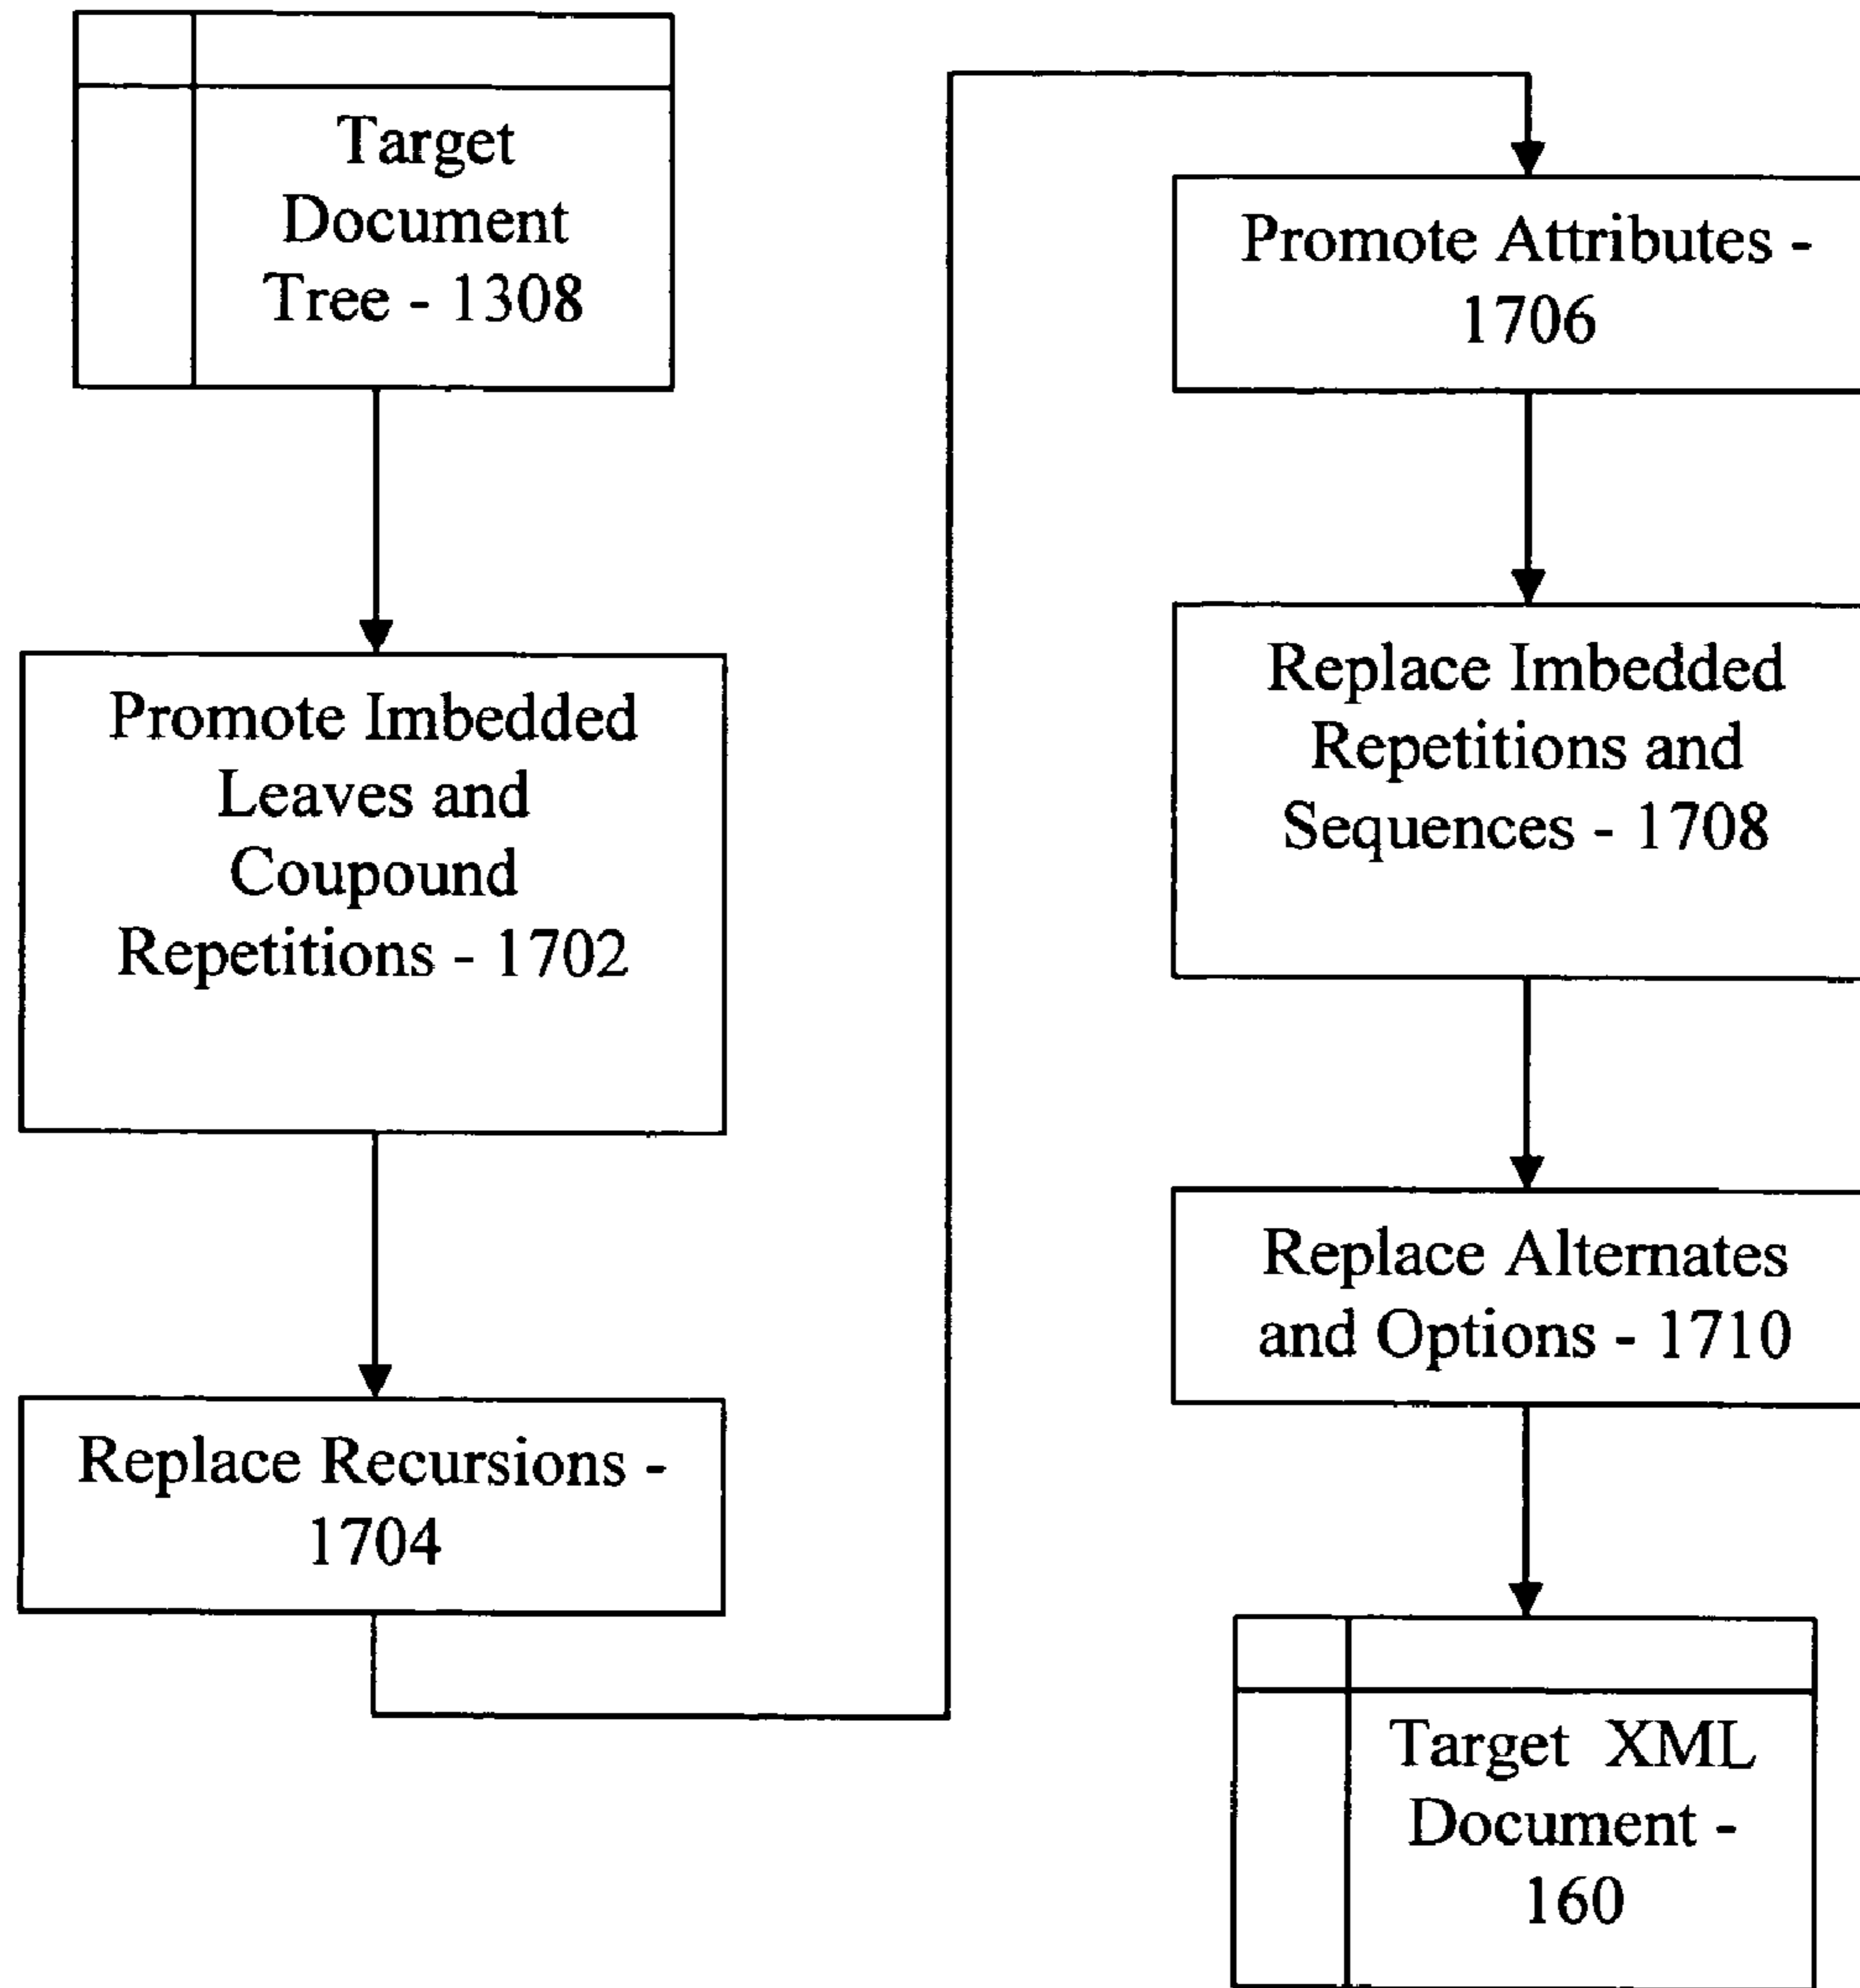 Target
Document
Tree - 1308
Promote Imbedded
Leaves and
Coupound
Repetitions - 1702
Replace Recursions -
1704
Promote Attributes -
1706
Replace Imbedded
Repetitions and
Sequences - 1708
Replace Alternates
and Options - 1710
Target XML
Document -
160